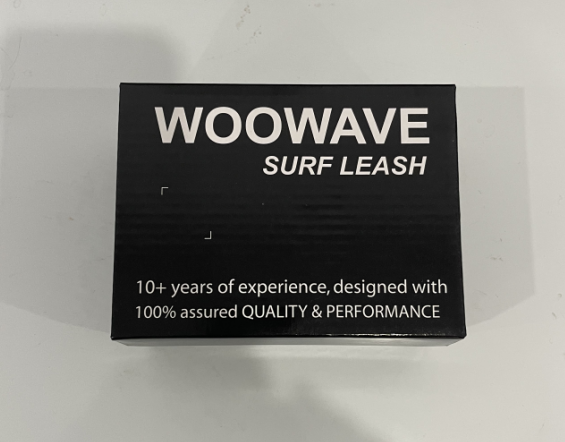 WOOWAVE
SURF LEASH
10+ years of experience, designed with
100% assured QUALITY & PERFORMANCE